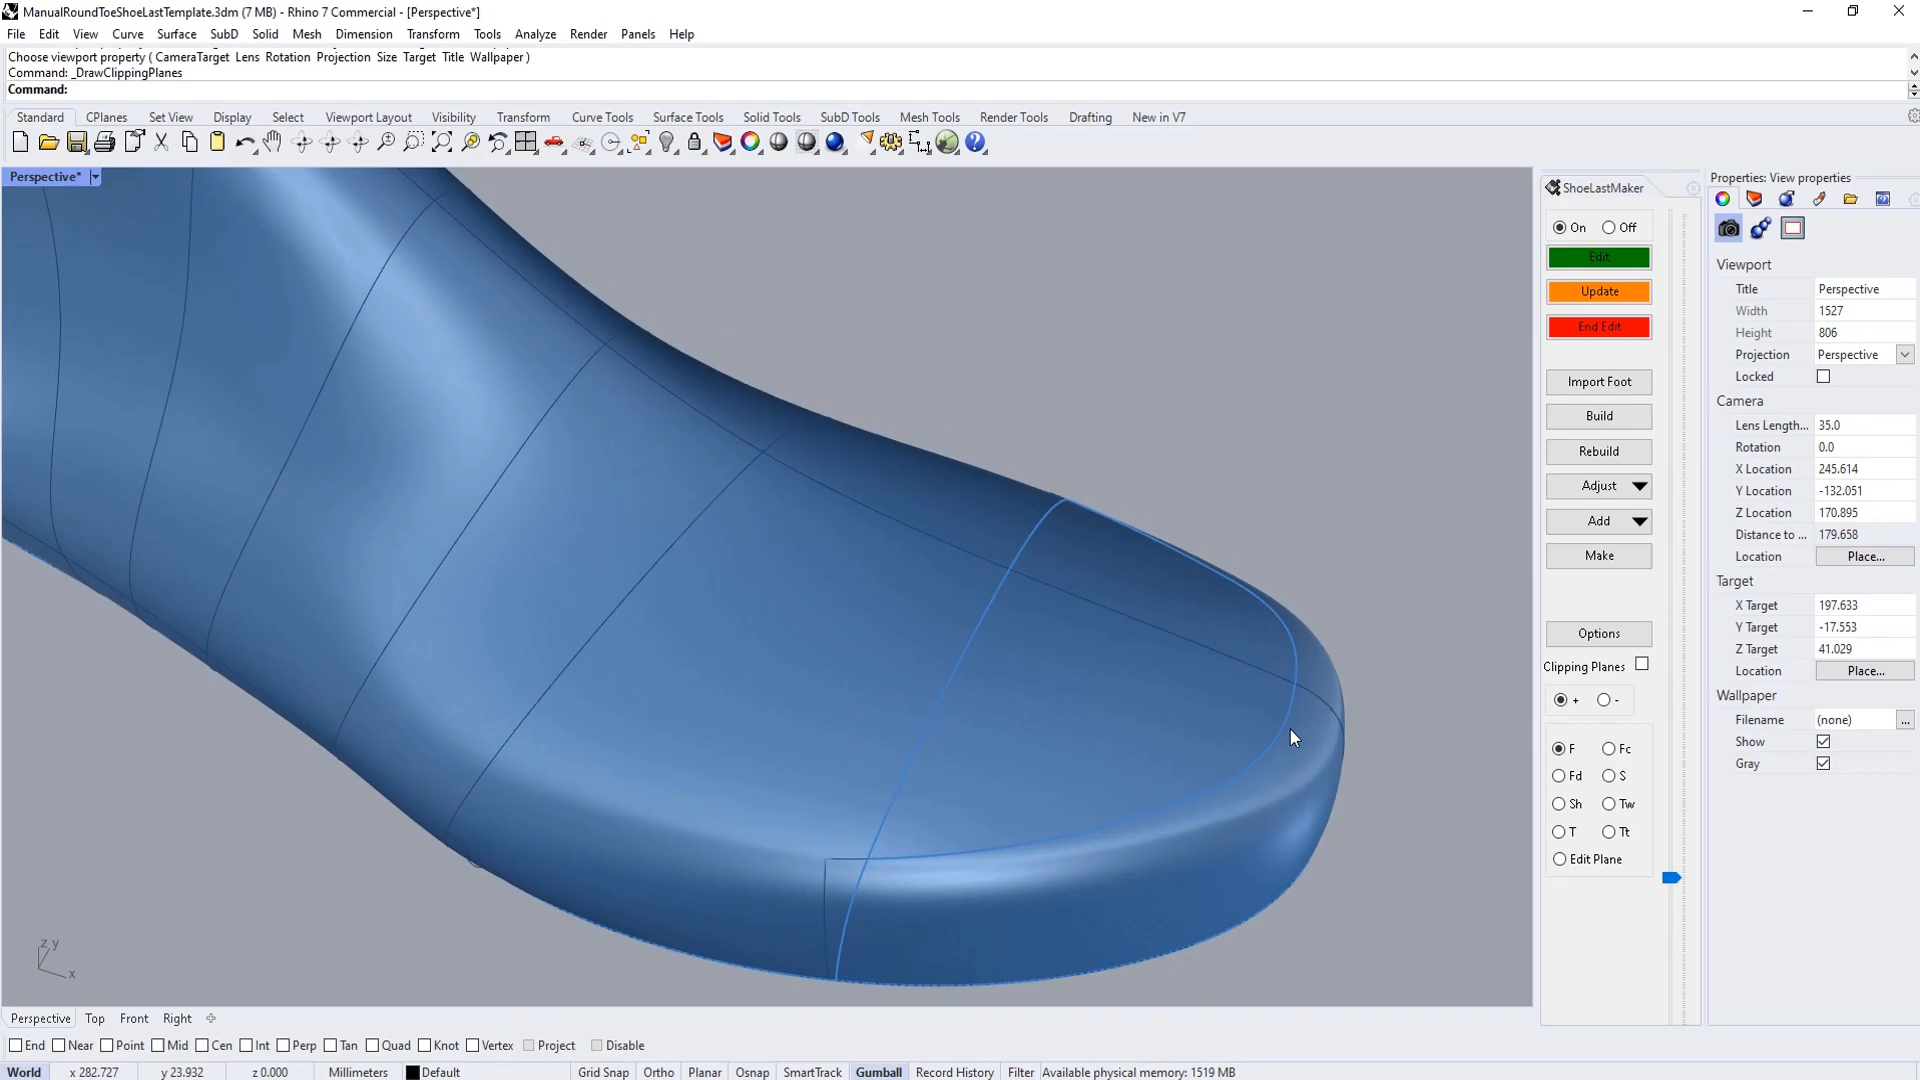 ManualRoundToeShoeLastTemplate.3dm (7 MB) - Rhino 7 Commercial - [Perspective*]
File Edit View Curve Surface SubD Solid Mesh Dimension Transform Tools Analyze Render Panels Help
Choose viewport property ( CameraTarget Lens Rotation Projection Size Target Title Wallpaper )
Command: _DrawClippingPlanes
Command:
Standard CPlanes Set View Display Select Viewport Layout Visibility Transform Curve Tools Surface Tools Solid Tools SubD Tools Mesh Tools Render Tools Drafting New in V7
Perspective*
ShoeLastMaker
On Off
Edit
Update
End Edit
Import Foot
Build
Rebuild
Adjust
Add
Make
Options
Clipping Planes
+ -
F Fc
Fd S
Sh Tw
T Tt
Edit Plane
Properties: View properties
Viewport
Title Perspective
Width 1527
Height 806
Projection Perspective
Locked
Camera
Lens Length... 35.0
Rotation 0.0
X Location 245.614
Y Location -132.051
Z Location 170.895
Distance to ... 179.658
Location Place...
Target
X Target 197.633
Y Target -17.553
Z Target 41.029
Location Place...
Wallpaper
Filename (none) ...
Show
Gray
z y
x
Perspective Top Front Right
End Near Point Mid Cen Int Perp Tan Quad Knot Vertex Project Disable
World x 282.727 y 23.932 z 0.000 Millimeters Default Grid Snap Ortho Planar Osnap SmartTrack Gumball Record History Filter Available physical memory: 1519 MB